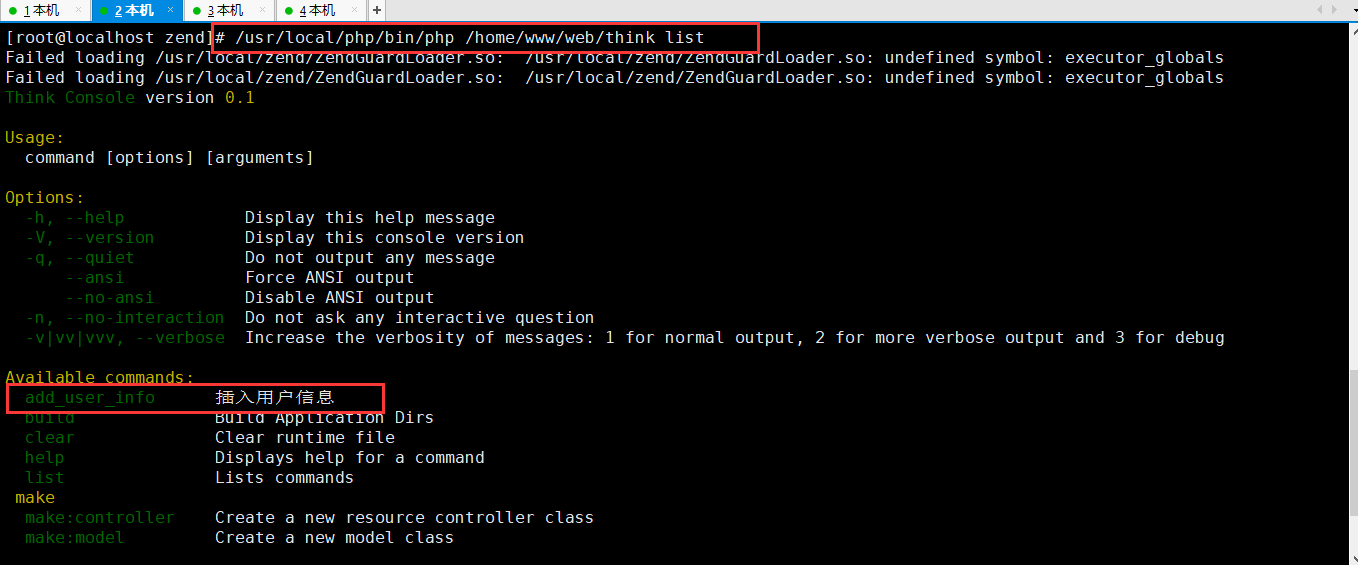 1 本机 × 2 本机 × 3 本机 × 4 本机 × +
[root@localhost zend]# /usr/local/php/bin/php /home/www/web/think list
Failed loading /usr/local/zend/ZendGuardLoader.so:  /usr/local/zend/ZendGuardLoader.so: undefined symbol: executor_globals
Failed loading /usr/local/zend/ZendGuardLoader.so:  /usr/local/zend/ZendGuardLoader.so: undefined symbol: executor_globals
Think Console version 0.1
Usage:
  command [options] [arguments]
Options:
  -h, --help            Display this help message
  -V, --version         Display this console version
  -q, --quiet           Do not output any message
      --ansi            Force ANSI output
      --no-ansi         Disable ANSI output
  -n, --no-interaction  Do not ask any interactive question
  -v|vv|vvv, --verbose  Increase the verbosity of messages: 1 for normal output, 2 for more verbose output and 3 for debug
Available commands:
  add_user_info      插入用户信息
  build              Build Application Dirs
  clear              Clear runtime file
  help               Displays help for a command
  list               Lists commands
 make
  make:controller    Create a new resource controller class
  make:model         Create a new model class